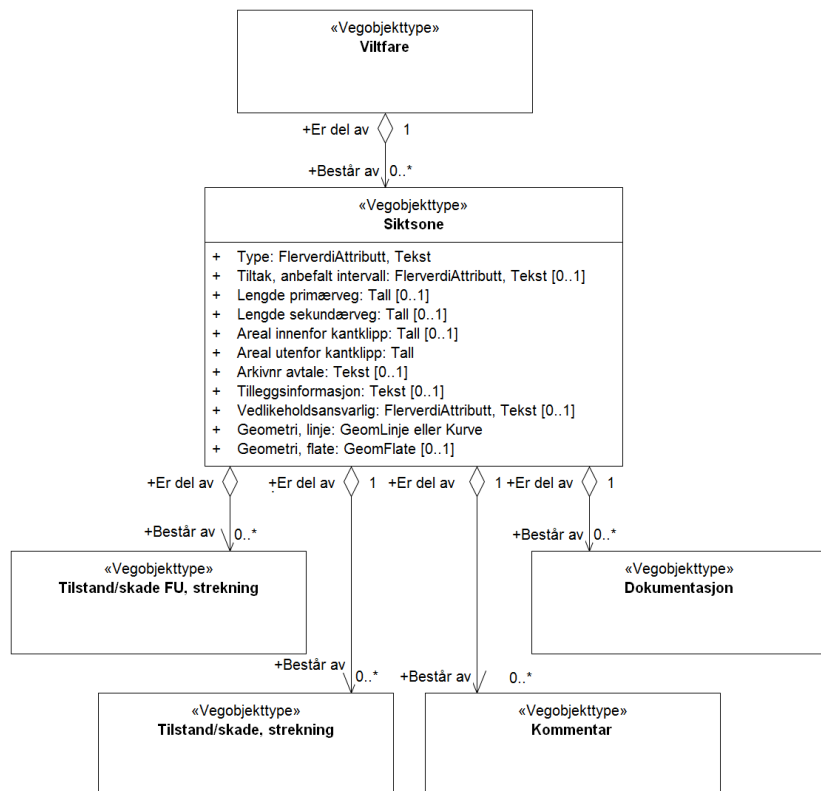 «Vegobjekttype»
Viltfare
+Er del av 1
+Består av 0..*
«Vegobjekttype»
Siktsone
+ Type: FlerverdiAttributt, Tekst
+ Tiltak, anbefalt intervall: FlerverdiAttributt, Tekst [0..1]
+ Lengde primærveg: Tall [0..1]
+ Lengde sekundærveg: Tall [0..1]
+ Areal innenfor kantklipp: Tall [0..1]
+ Areal utenfor kantklipp: Tall
+ Arkivnr avtale: Tekst [0..1]
+ Tilleggsinformasjon: Tekst [0..1]
+ Vedlikeholdsansvarlig: FlerverdiAttributt, Tekst [0..1]
+ Geometri, linje: GeomLinje eller Kurve
+ Geometri, flate: GeomFlate [0..1]
+Er del av +Er del av 1 +Er del av 1 +Er del av 1
+Består av 0..* +Består av 0..*
«Vegobjekttype»
Tilstand/skade FU, strekning
«Vegobjekttype»
Dokumentasjon
+Består av 0..* +Består av 0..*
«Vegobjekttype»
Tilstand/skade, strekning
«Vegobjekttype»
Kommentar